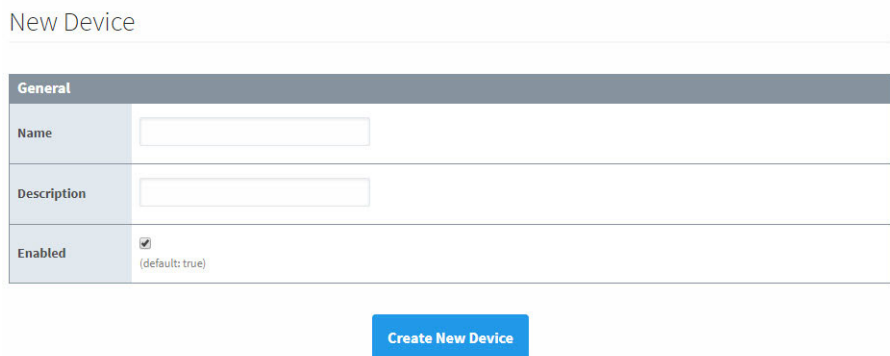 New Device
General
Name
Description
Enabled
(default: true)
Create New Device